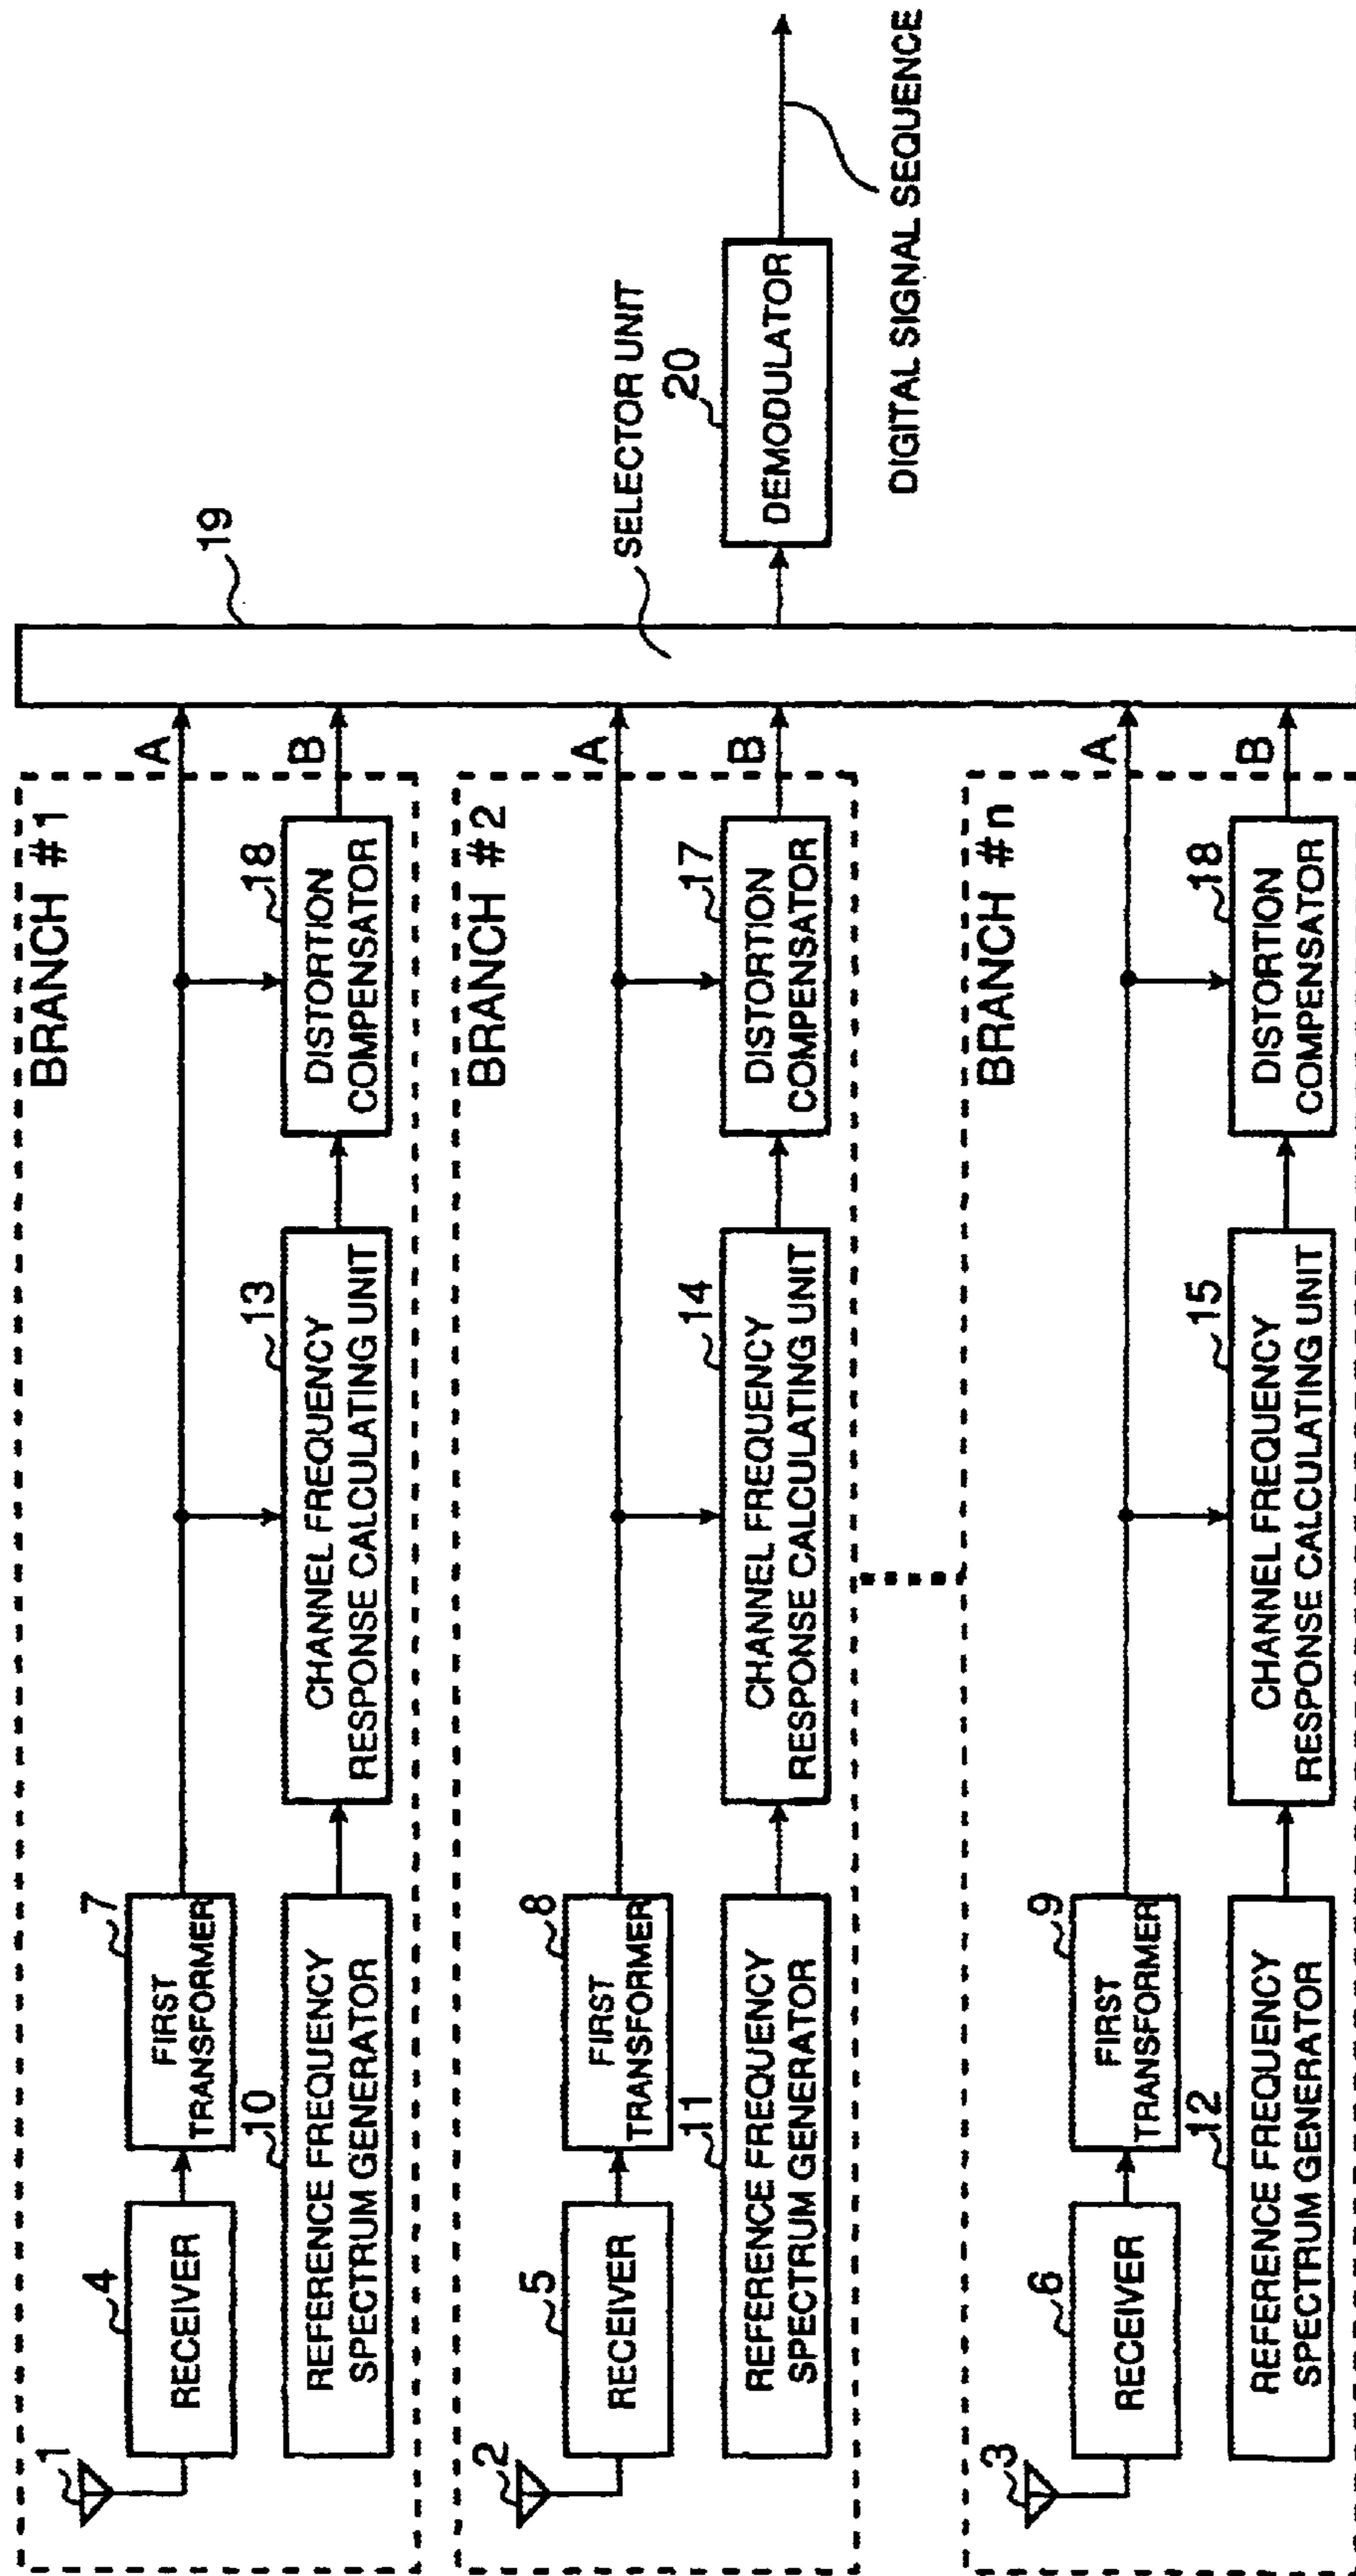 BRANCH #1
1
4
RECEIVER
7
FIRST
TRANSFORMER
10
REFERENCE FREQUENCY
SPECTRUM GENERATOR
13
CHANNEL FREQUENCY
RESPONSE CALCULATING UNIT
18
DISTORTION
COMPENSATOR
A
B
BRANCH #2
2
5
RECEIVER
8
FIRST
TRANSFORMER
11
REFERENCE FREQUENCY
SPECTRUM GENERATOR
14
CHANNEL FREQUENCY
RESPONSE CALCULATING UNIT
17
DISTORTION
COMPENSATOR
A
B
BRANCH #n
3
6
RECEIVER
9
FIRST
TRANSFORMER
12
REFERENCE FREQUENCY
SPECTRUM GENERATOR
15
CHANNEL FREQUENCY
RESPONSE CALCULATING UNIT
18
DISTORTION
COMPENSATOR
A
B
19
SELECTOR UNIT
20
DEMODULATOR
DIGITAL SIGNAL SEQUENCE